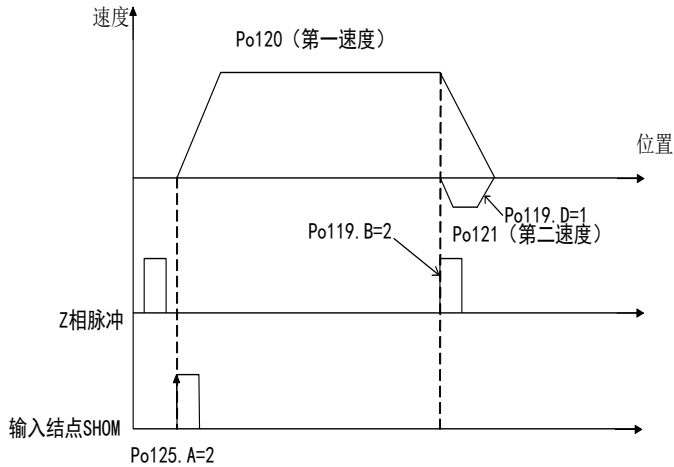 速度
Po120（第一速度）
位置
Po119.D=1
Po119.B=2
Po121（第二速度）
Z相脉冲
输入结点SHOM
Po125.A=2